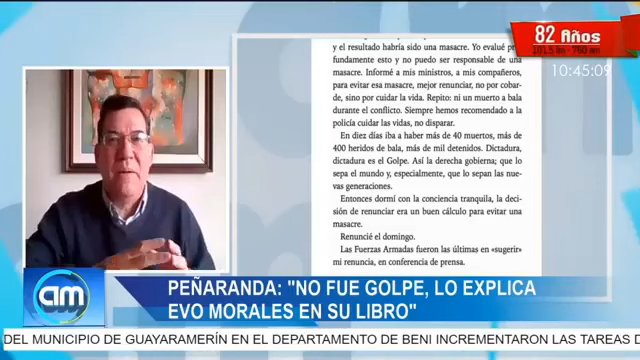 82 Años
101.5 fm - 760 am
10:45:09
y el resultado habría sido una masacre. Yo evalué pro-
fundamente esto y no puedo ser responsable de una
masacre. Informé a mis ministros, a mis compañeros,
para evitar esa masacre, mejor renunciar, no por cobar-
de, sino por cuidar la vida. Repito: ni un muerto a bala
durante el conflicto. Siempre hemos recomendado a la
policía cuidar las vidas, no disparar.
En diez días iba a haber más de 40 muertos, más de
400 heridos de bala, más de mil detenidos. Dictadura,
dictadura es el Golpe. Así la derecha gobierna; que lo
sepa el mundo y, especialmente, que lo sepan las nue-
vas generaciones.
Entonces dormí con la conciencia tranquila, la deci-
sión de renunciar era un buen cálculo para evitar una
masacre.
Renuncié el domingo.
Las Fuerzas Armadas fueron las últimas en «sugerir»
mi renuncia, en conferencia de prensa.
am
PEÑARANDA: "NO FUE GOLPE, LO EXPLICA
EVO MORALES EN SU LIBRO"
DEL MUNICIPIO DE GUAYARAMERÍN EN EL DEPARTAMENTO DE BENI INCREMENTARON LAS TAREAS D